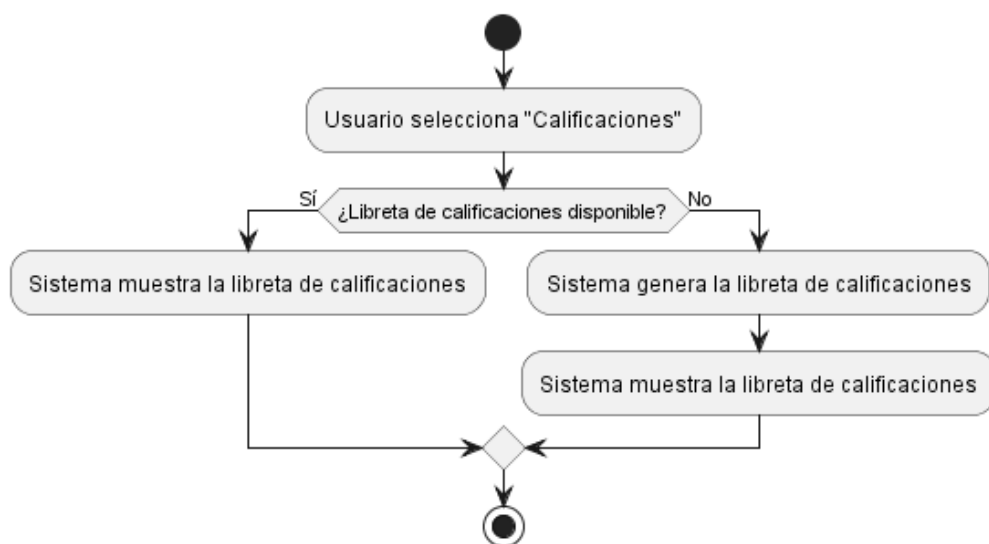 Usuario selecciona "Calificaciones"
Sí
¿Libreta de calificaciones disponible?
No
Sistema muestra la libreta de calificaciones
Sistema genera la libreta de calificaciones
Sistema muestra la libreta de calificaciones